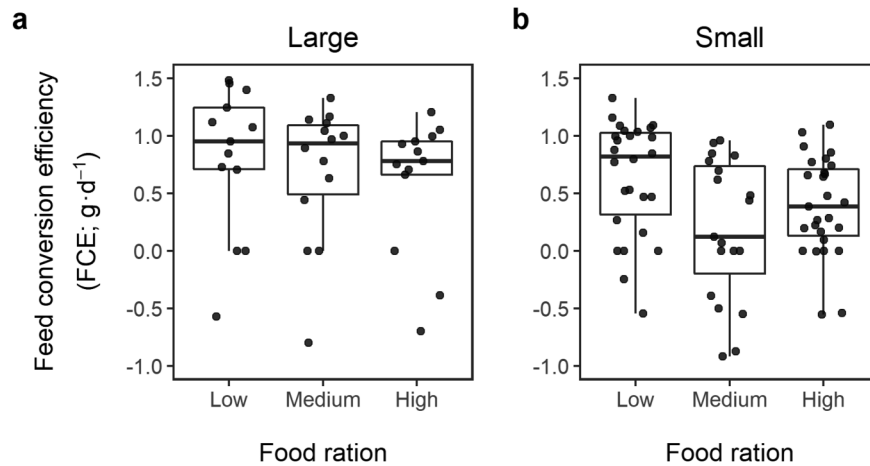 a
Large
Feed conversion efficiency
(FCE; g·d⁻¹)
1.5
1.0
0.5
0.0
-0.5
-1.0
Low Medium High
Food ration
b
Small
1.5
1.0
0.5
0.0
-0.5
-1.0
Low Medium High
Food ration